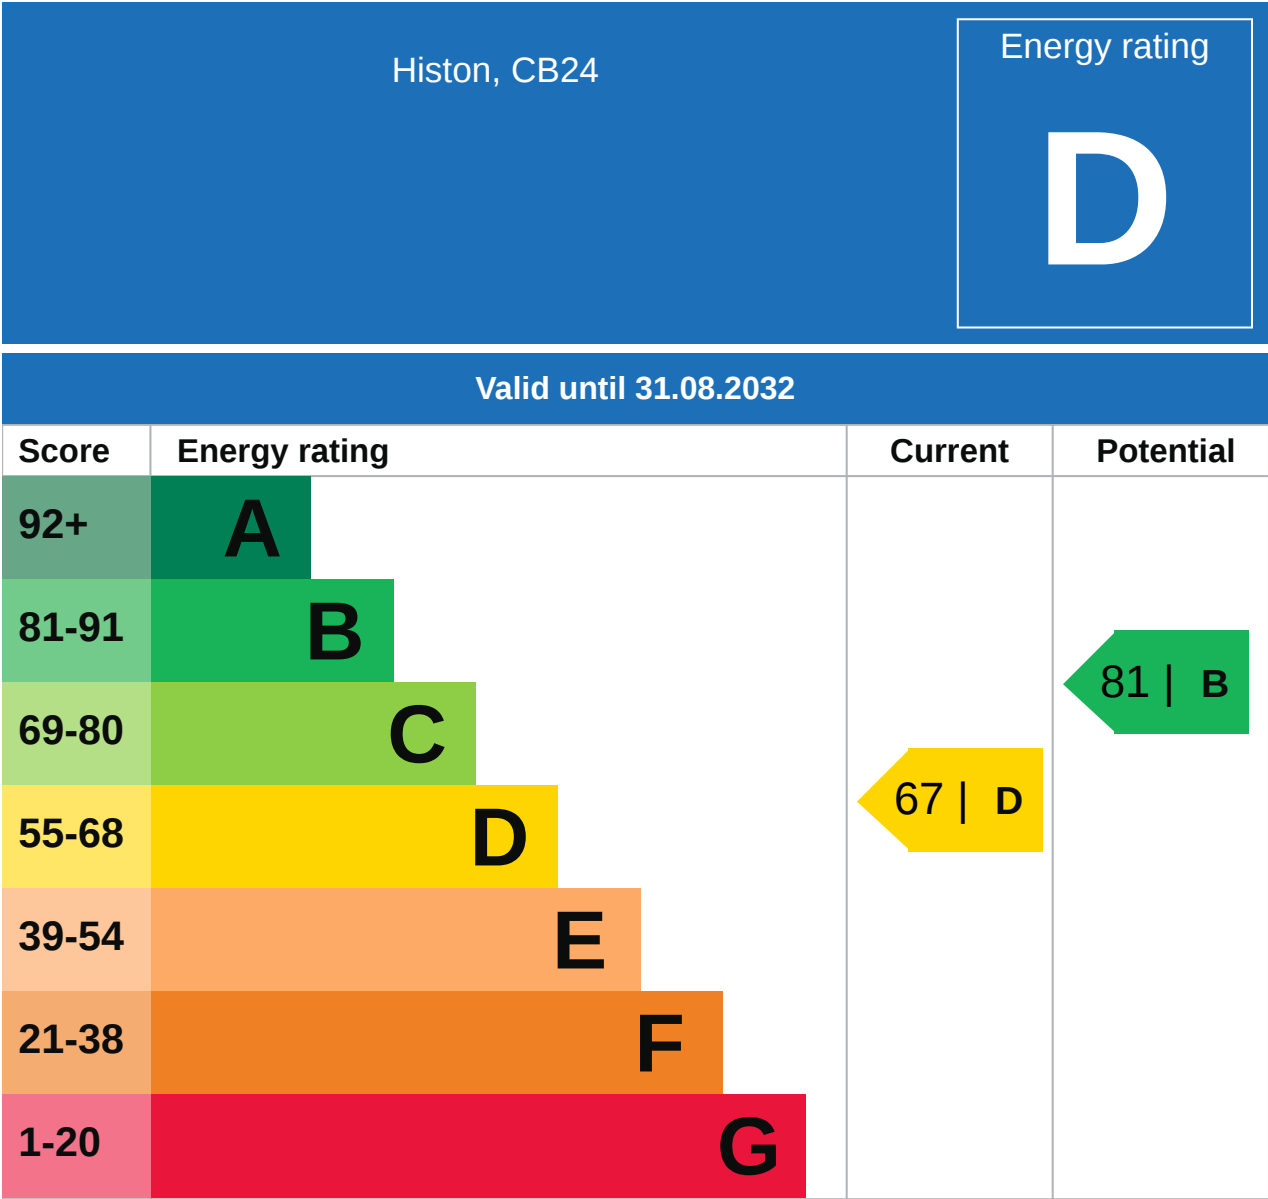 Histon, CB24
Energy rating
D
Valid until 31.08.2032
Score Energy rating Current Potential
92+ A
81-91 B
81 | B
69-80 C
67 | D
55-68 D
39-54 E
21-38 F
1-20 G